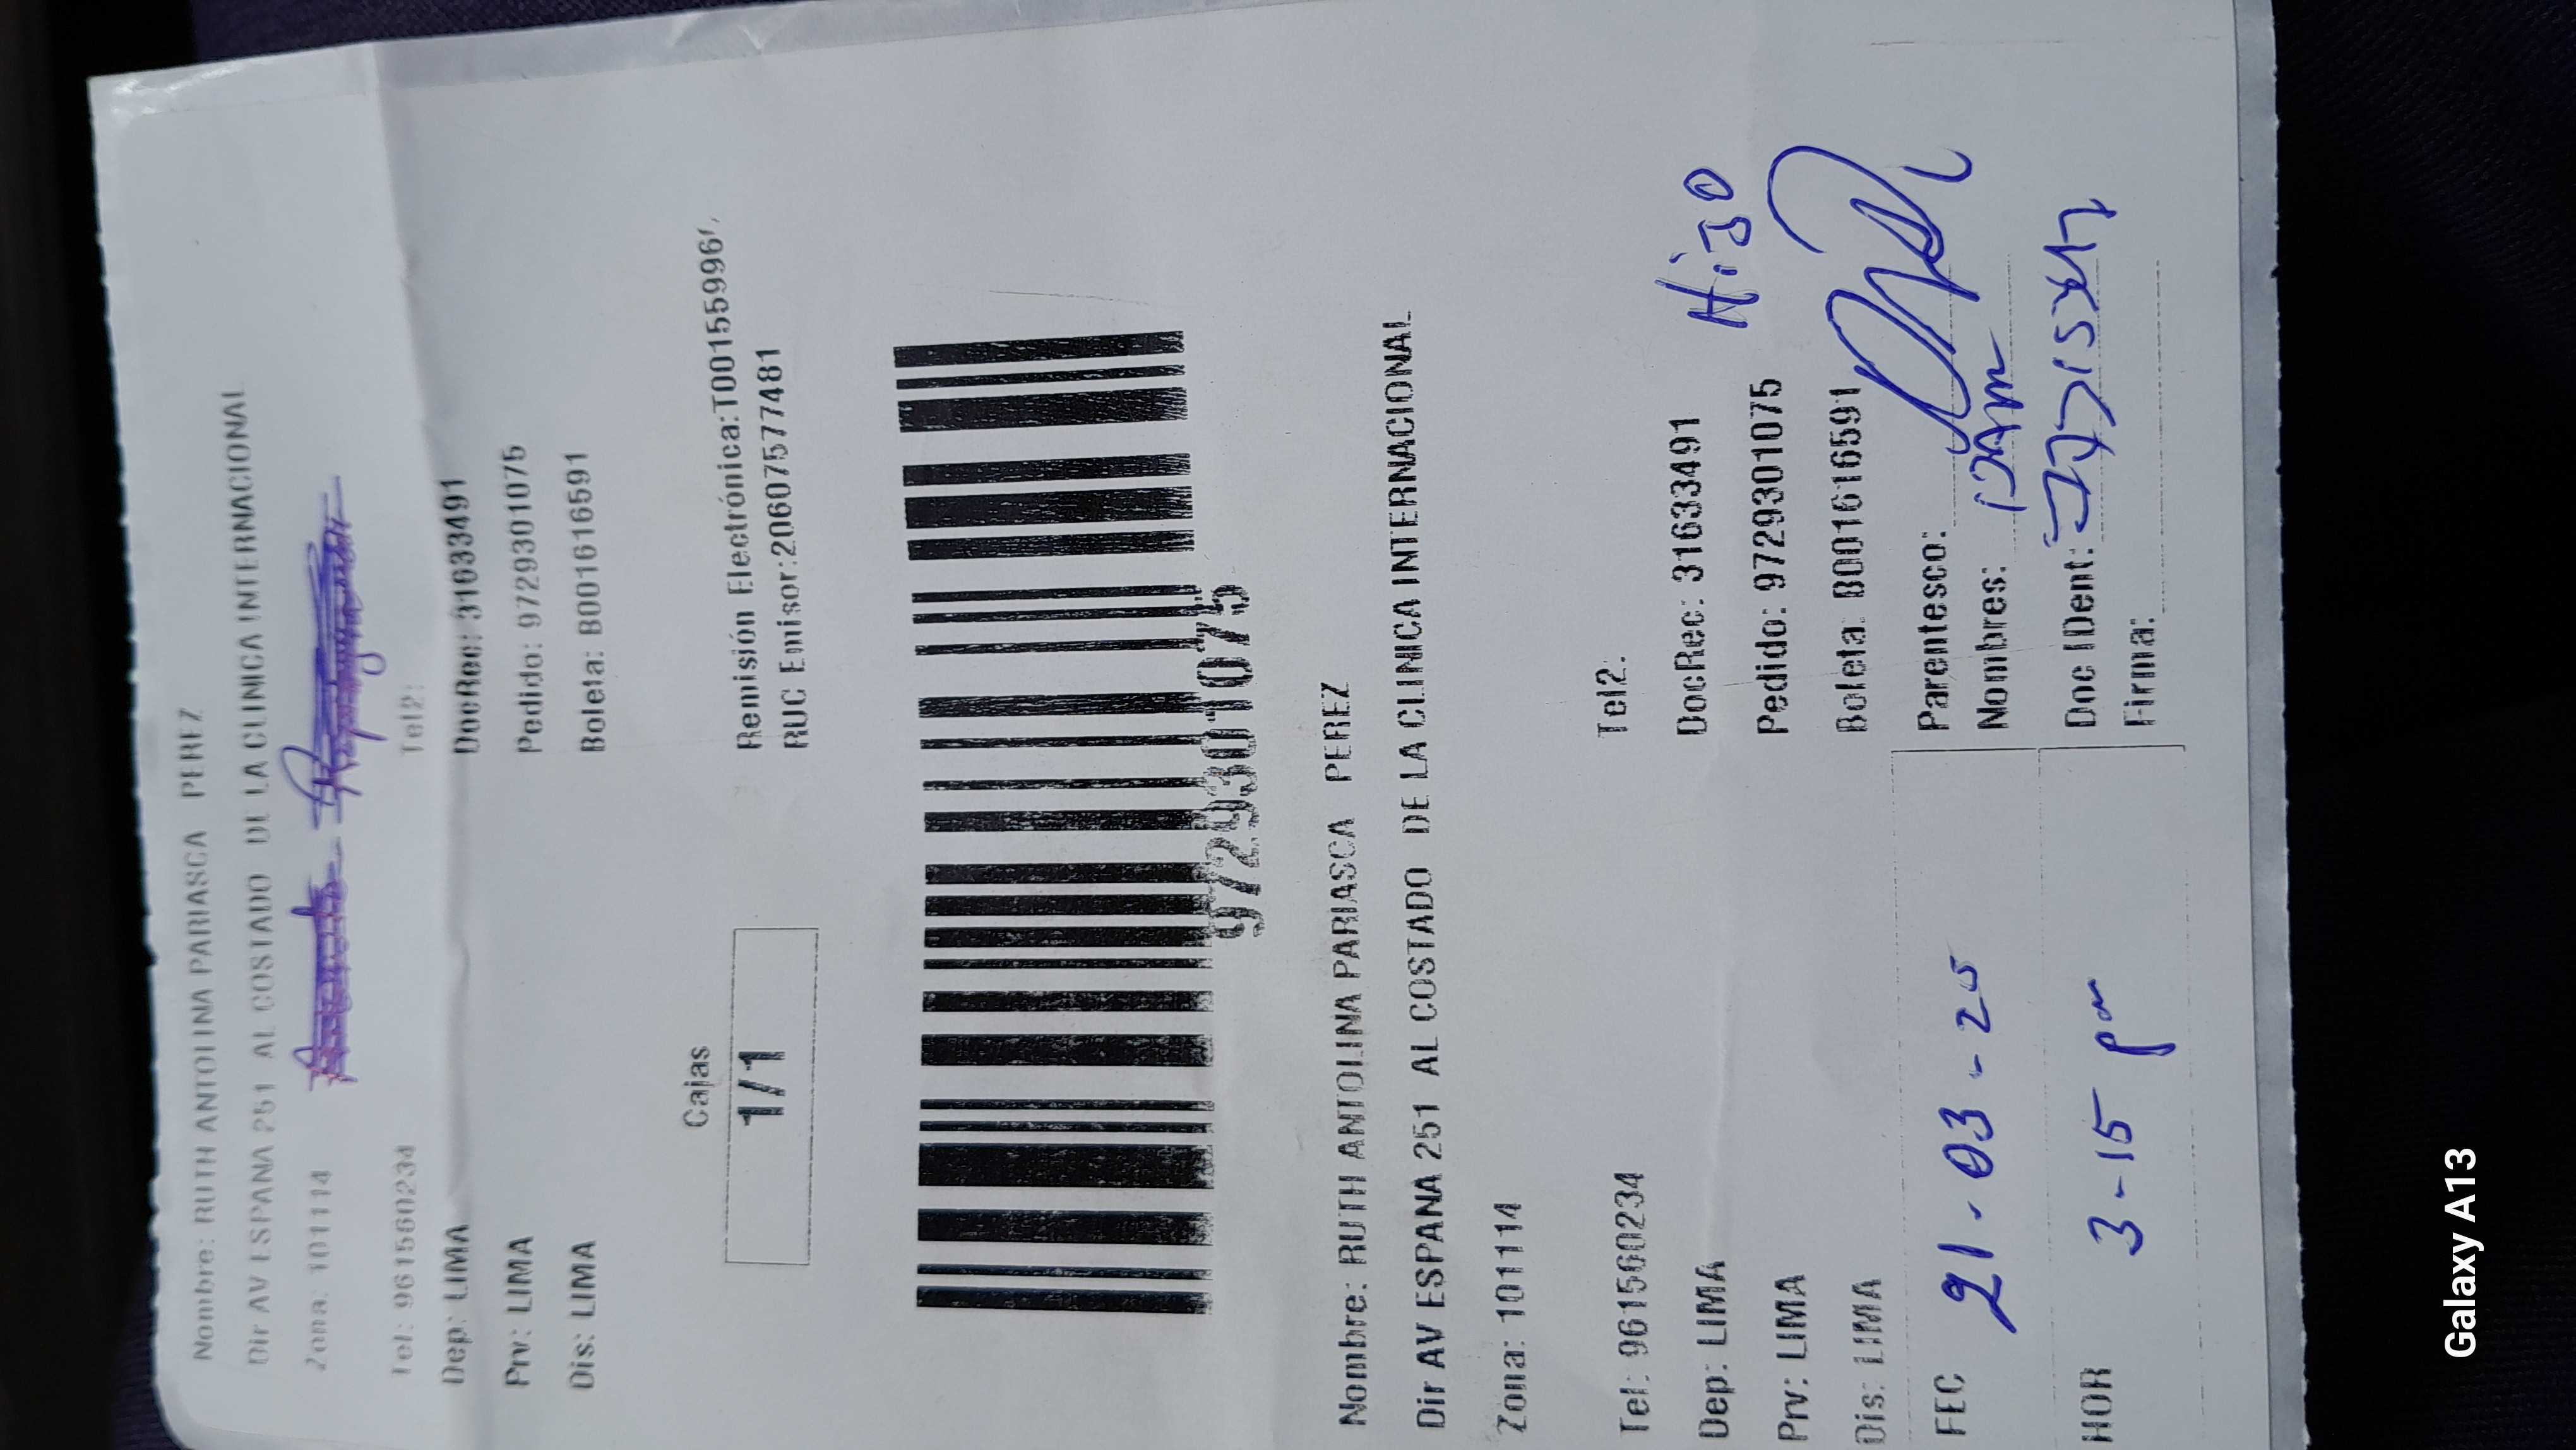 Nombre: RUTH ANTOLINA PARIASCA PEREZ
Dir AV ESPANA 251 AL COSTADO DE LA CLINICA INTERNACIONAL
Zona: 101114
Tel: 961560234 Tel2:
Dep: LIMA DocRec: 31633491
Prv: LIMA Pedido: 9729301075
Dis: LIMA Boleta: B001616591
Cajas Remisión Electrónica:T00155996
1/1 RUC Emisor:20607577481
9729301075
Nombre: RUTH ANTOLINA PARIASCA PEREZ
Dir AV ESPANA 251 AL COSTADO DE LA CLINICA INTERNACIONAL
Zona: 101114
Tel: 961560234 Tel2:
Dep: LIMA DocRec: 31633491
Prv: LIMA Pedido: 9729301075
Dis: LIMA Boleta: B001616591
Hijo
FEC 21-03-25 Parentesco:
Nombres:
HOR 3-15 pm Doc IDent:
Firma:
Galaxy A13